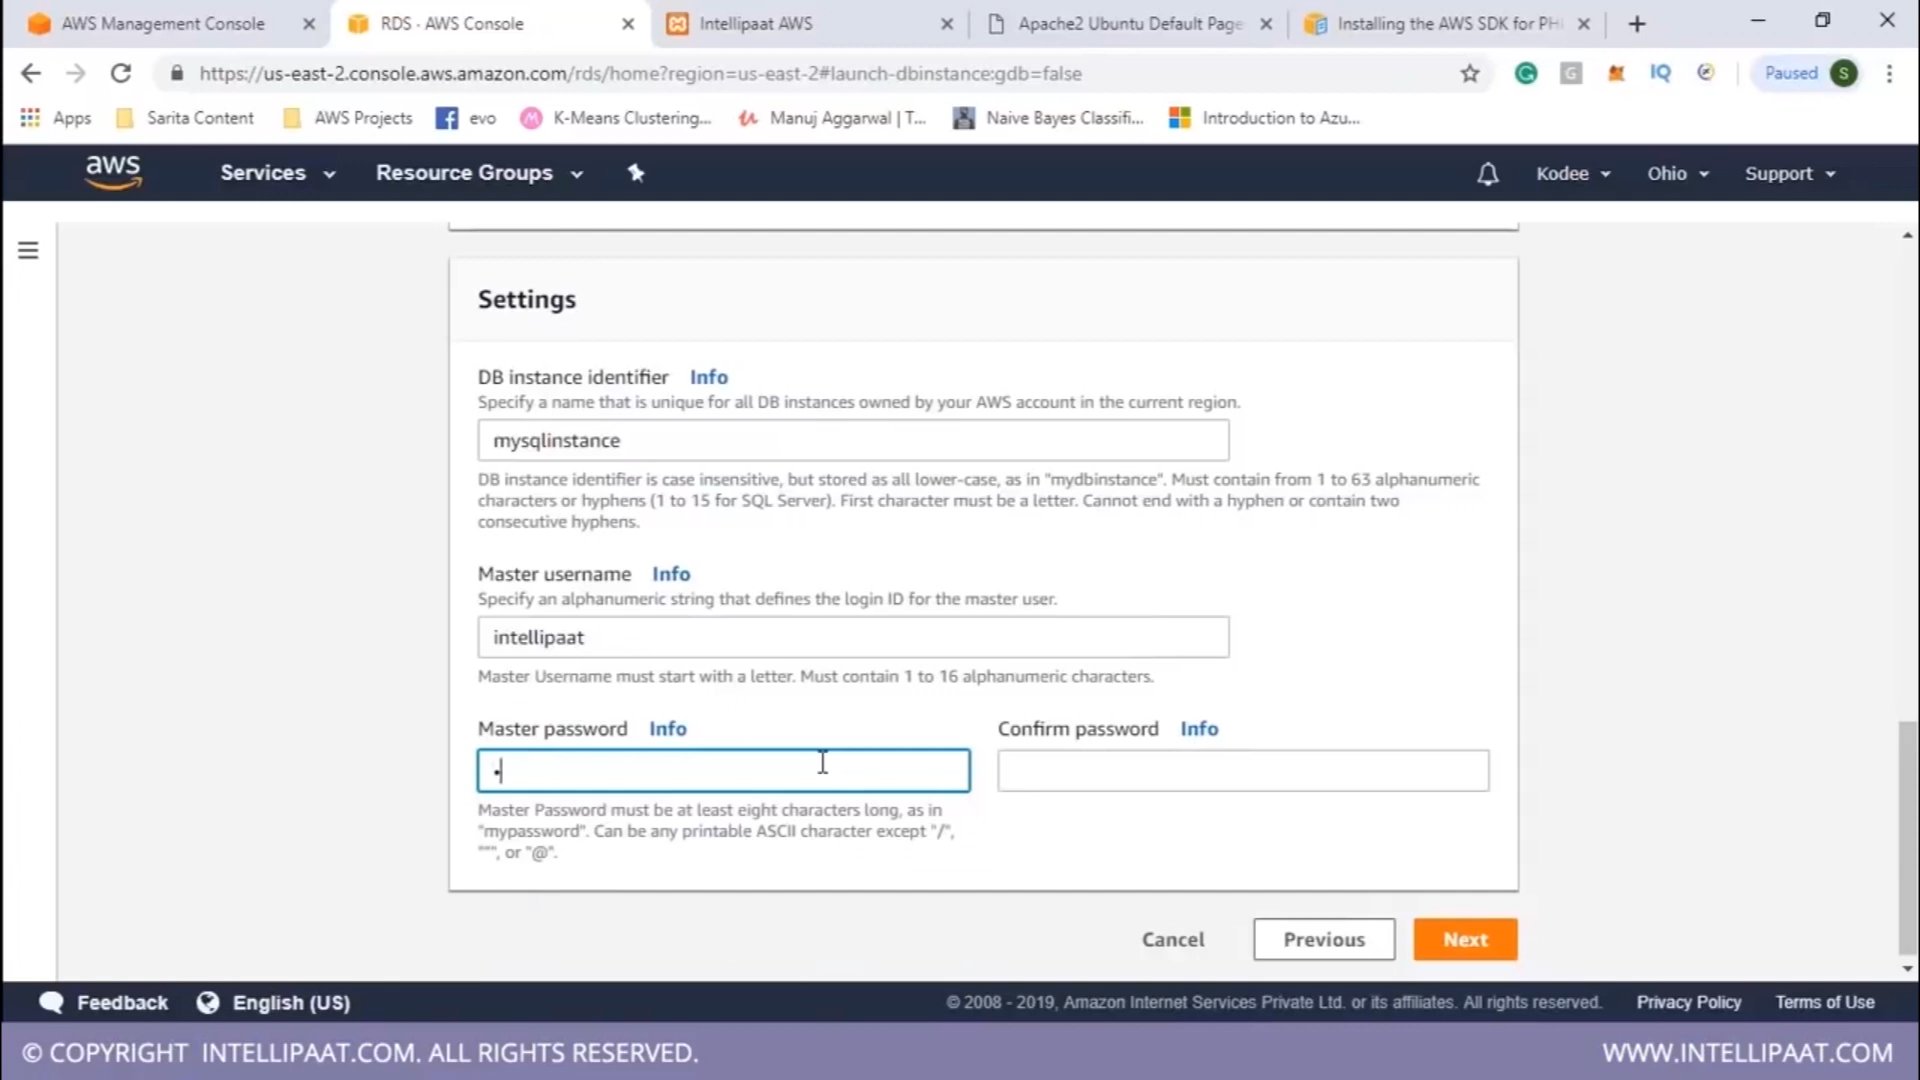 AWS Management Console
RDS · AWS Console
Intellipaat AWS
Apache2 Ubuntu Default Page
Installing the AWS SDK for PH
https://us-east-2.console.aws.amazon.com/rds/home?region=us-east-2#launch-dbinstance:gdb=false
G
G
IQ
Paused
S
Apps
Sarita Content
AWS Projects
evo
K-Means Clustering...
Manuj Aggarwal | T...
Naive Bayes Classifi...
Introduction to Azu...
aws
Services
Resource Groups
Kodee
Ohio
Support
Settings
DB instance identifier Info
Specify a name that is unique for all DB instances owned by your AWS account in the current region.
mysqlinstance
DB instance identifier is case insensitive, but stored as all lower-case, as in "mydbinstance". Must contain from 1 to 63 alphanumeric
characters or hyphens (1 to 15 for SQL Server). First character must be a letter. Cannot end with a hyphen or contain two
consecutive hyphens.
Master username Info
Specify an alphanumeric string that defines the login ID for the master user.
intellipaat
Master Username must start with a letter. Must contain 1 to 16 alphanumeric characters.
Master password Info
Confirm password Info
•
Master Password must be at least eight characters long, as in
"mypassword". Can be any printable ASCII character except "/",
""", or "@".
Cancel
Previous
Next
Feedback
English (US)
© 2008 - 2019, Amazon Internet Services Private Ltd. or its affiliates. All rights reserved.
Privacy Policy
Terms of Use
© COPYRIGHT INTELLIPAAT.COM. ALL RIGHTS RESERVED.
WWW.INTELLIPAAT.COM